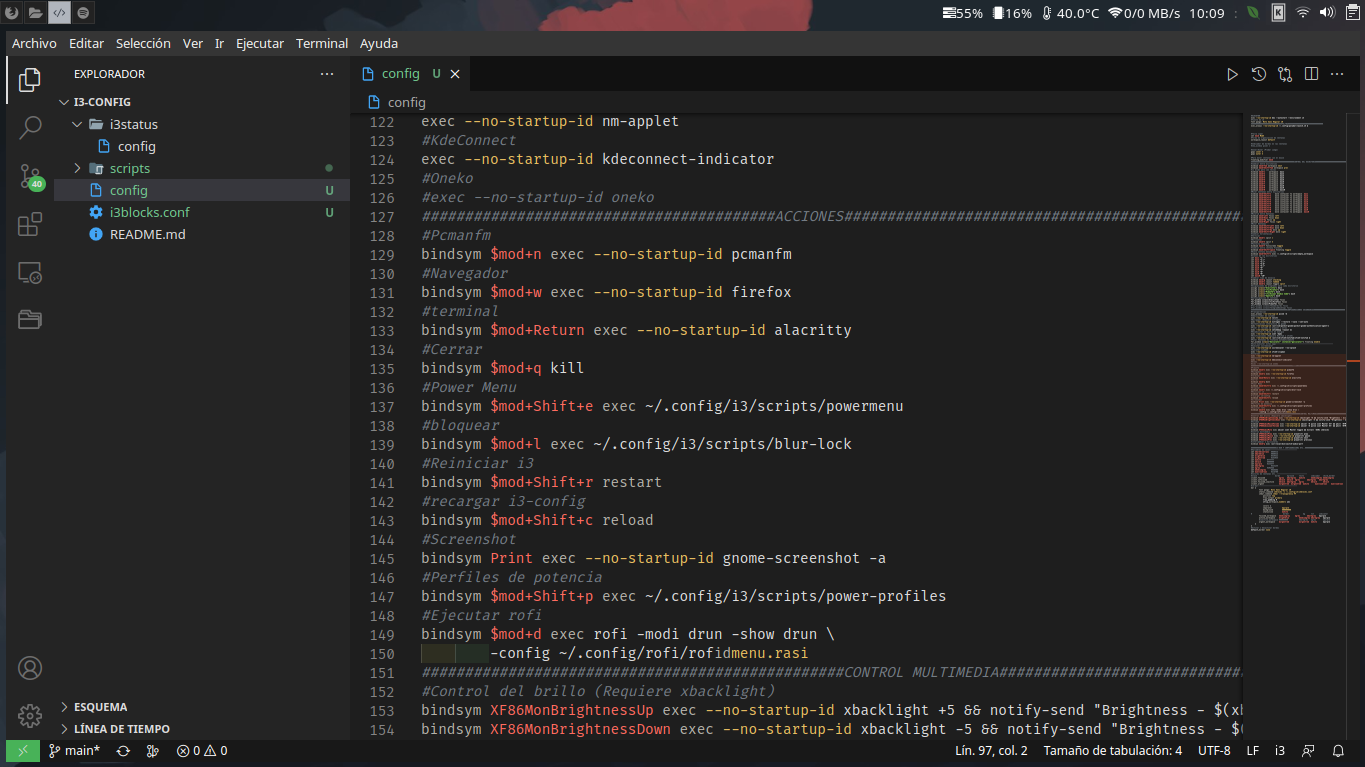 55% 16% 40.0°C 0/0 MB/s 10:09
Archivo Editar Selección Ver Ir Ejecutar Terminal Ayuda
EXPLORADOR
I3-CONFIG
i3status
config
scripts
config U
i3blocks.conf U
README.md
40
ESQUEMA
LÍNEA DE TIEMPO
config U
config
122 exec --no-startup-id nm-applet
123 #KdeConnect
124 exec --no-startup-id kdeconnect-indicator
125 #Oneko
126 #exec --no-startup-id oneko
127 #########################################ACCIONES###############################################
128 #Pcmanfm
129 bindsym $mod+n exec --no-startup-id pcmanfm
130 #Navegador
131 bindsym $mod+w exec --no-startup-id firefox
132 #terminal
133 bindsym $mod+Return exec --no-startup-id alacritty
134 #Cerrar
135 bindsym $mod+q kill
136 #Power Menu
137 bindsym $mod+Shift+e exec ~/.config/i3/scripts/powermenu
138 #bloquear
139 bindsym $mod+l exec ~/.config/i3/scripts/blur-lock
140 #Reiniciar i3
141 bindsym $mod+Shift+r restart
142 #recargar i3-config
143 bindsym $mod+Shift+c reload
144 #Screenshot
145 bindsym Print exec --no-startup-id gnome-screenshot -a
146 #Perfiles de potencia
147 bindsym $mod+Shift+p exec ~/.config/i3/scripts/power-profiles
148 #Ejecutar rofi
149 bindsym $mod+d exec rofi -modi drun -show drun \
150 -config ~/.config/rofi/rofidmenu.rasi
151 #################################################CONTROL MULTIMEDIA############################
152 #Control del brillo (Requiere xbacklight)
153 bindsym XF86MonBrightnessUp exec --no-startup-id xbacklight +5 && notify-send "Brightness - $(xb
154 bindsym XF86MonBrightnessDown exec --no-startup-id xbacklight -5 && notify-send "Brightness - $(
main* 0 0 Lín. 97, col. 2 Tamaño de tabulación: 4 UTF-8 LF i3